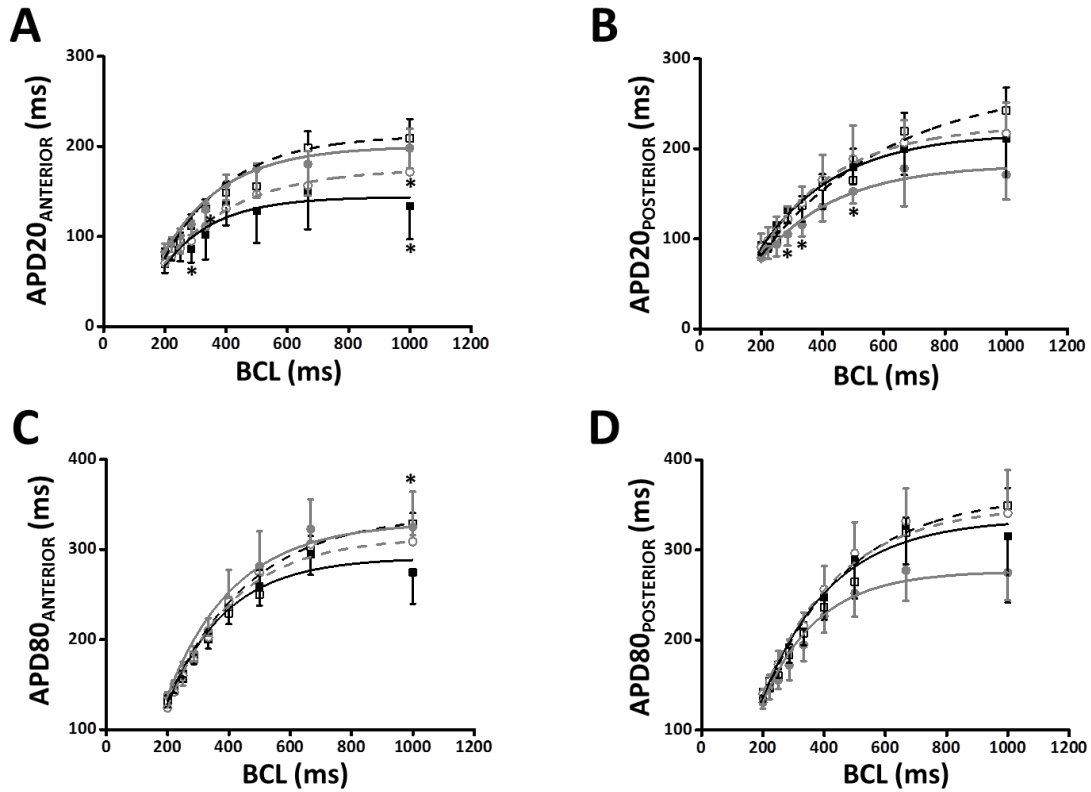 A
APD20ANTERIOR (ms)
300
200
100
0
*
*
*
*
0 200 400 600 800 1000 1200
BCL (ms)
B
APD20POSTERIOR (ms)
300
200
100
0
*
*
*
0 200 400 600 800 1000 1200
BCL (ms)
C
APD80ANTERIOR (ms)
400
300
200
100
*
0 200 400 600 800 1000 1200
BCL (ms)
D
APD80POSTERIOR (ms)
400
300
200
100
0 200 400 600 800 1000 1200
BCL (ms)